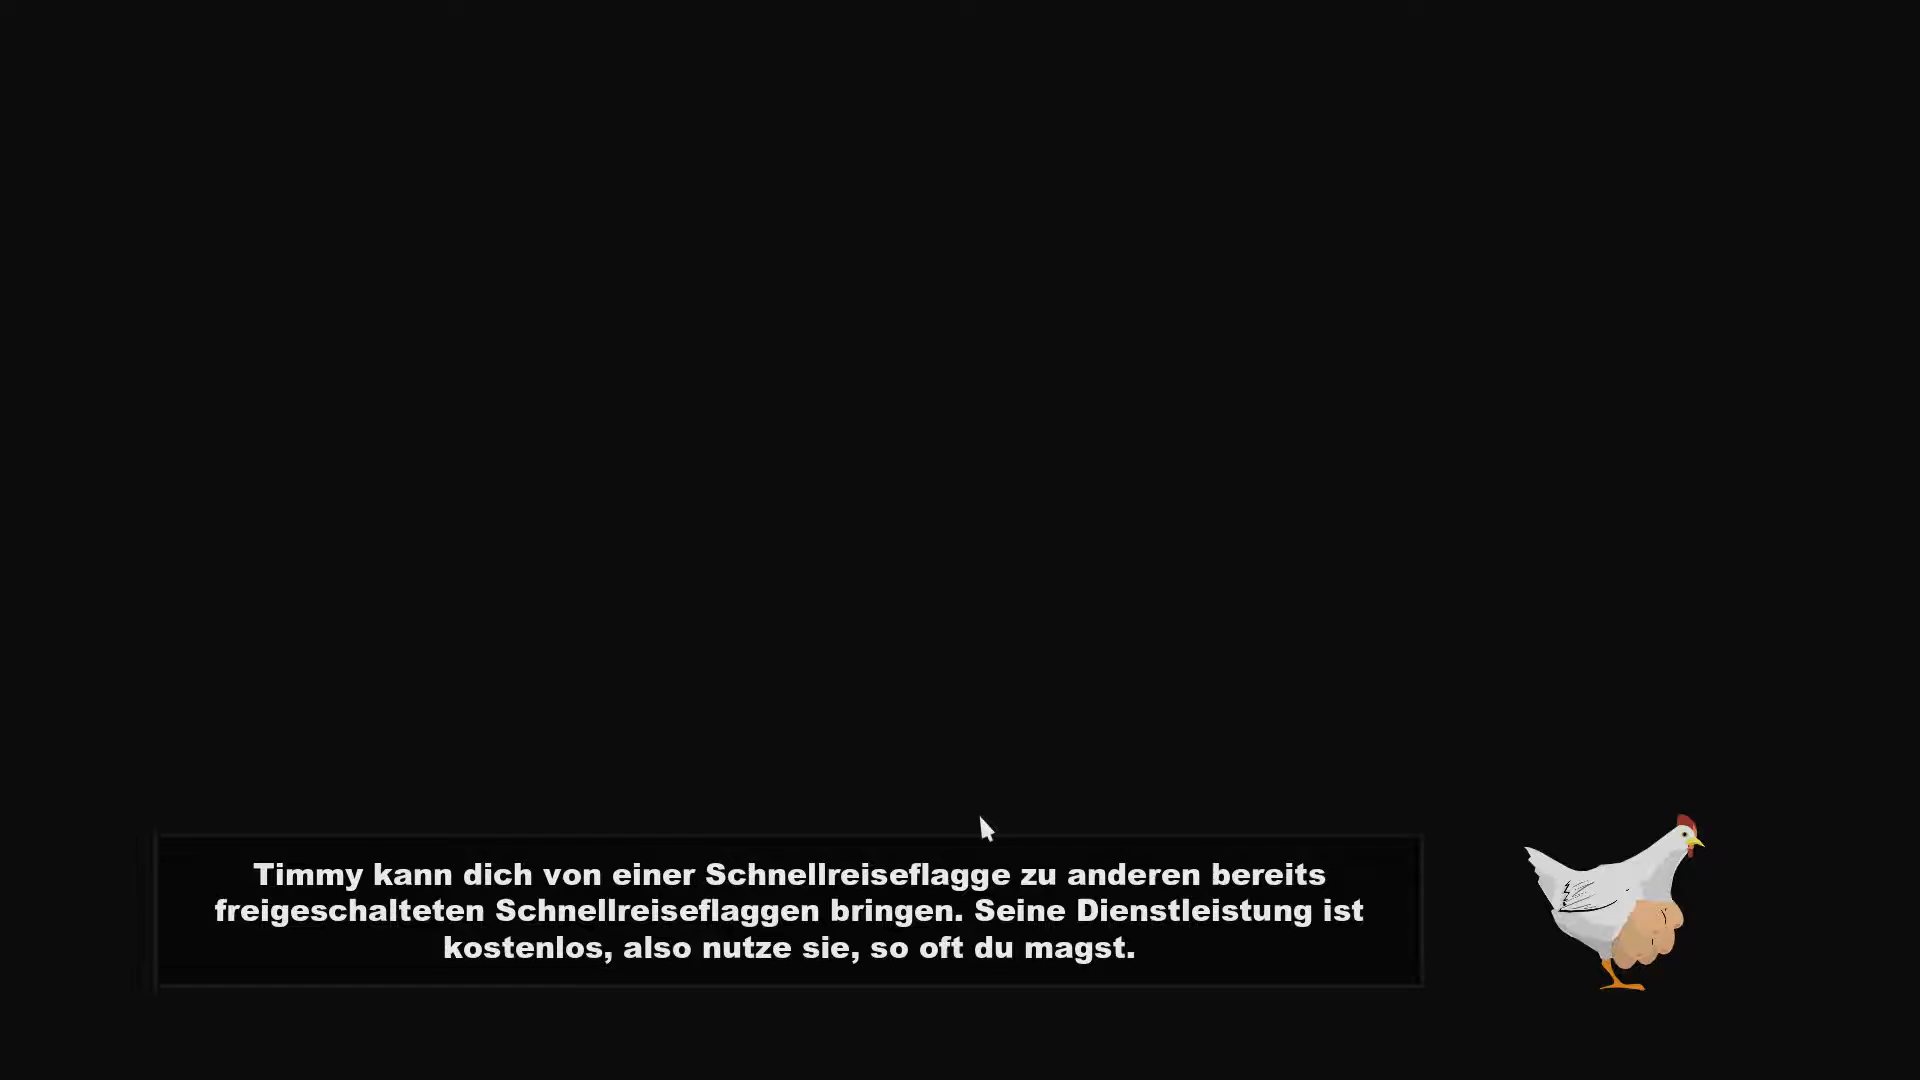 Timmy kann dich von einer Schnellreiseflagge zu anderen bereits
freigeschalteten Schnellreiseflaggen bringen. Seine Dienstleistung ist
kostenlos, also nutze sie, so oft du magst.